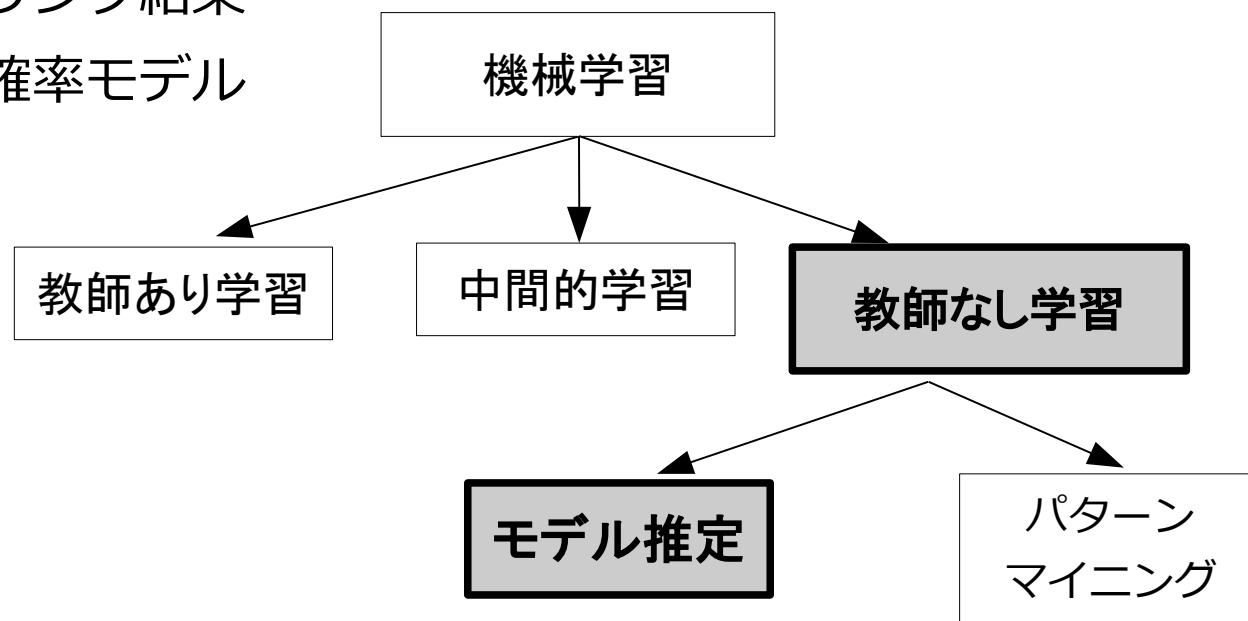 結果
確率モデル
機械学習
教師あり学習
中間的学習
教師なし学習
モデル推定
パターン
マイニング